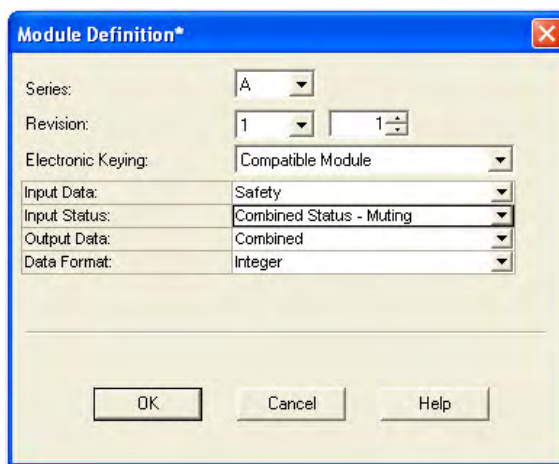 Module Definition*
Series: A
Revision: 1 1
Electronic Keying: Compatible Module
Input Data: Safety
Input Status: Combined Status - Muting
Output Data: Combined
Data Format: Integer
OK Cancel Help